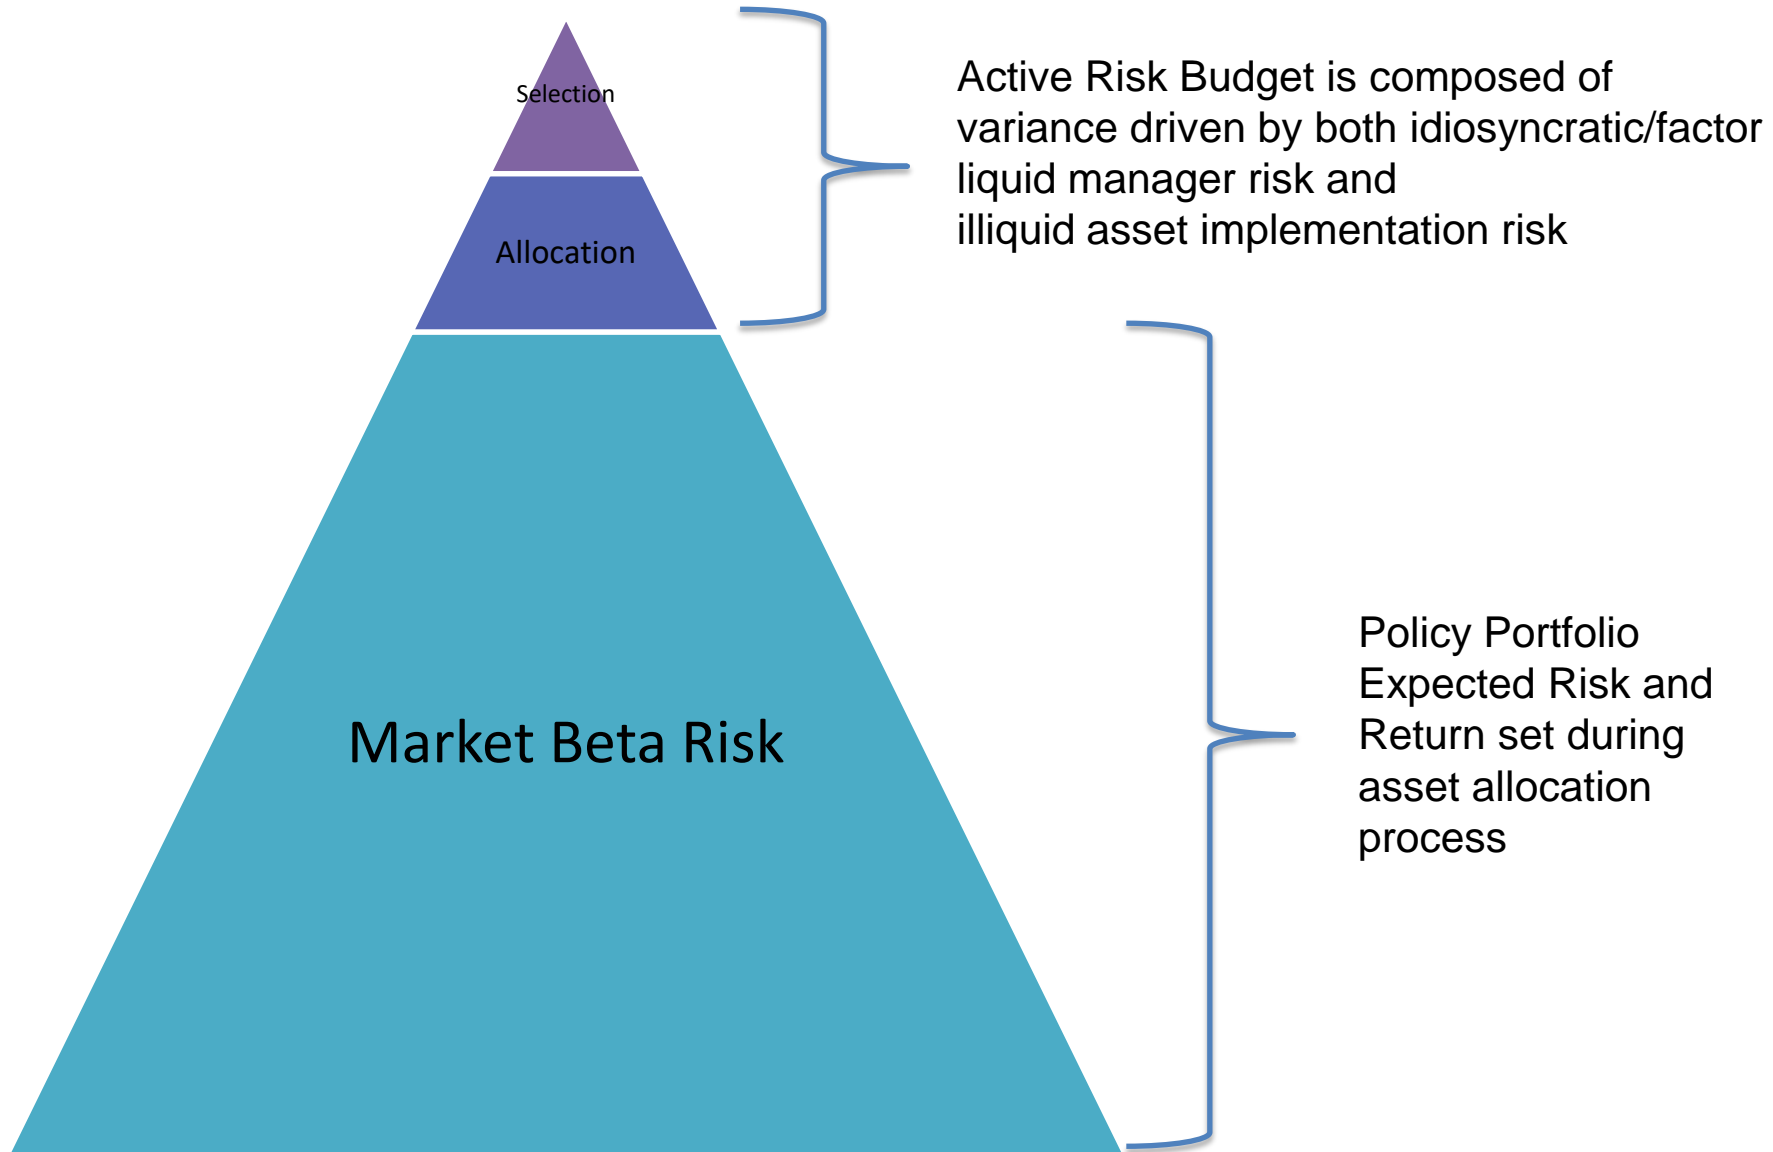 Selection
Allocation
Market Beta Risk
Active Risk Budget is composed of
variance driven by both idiosyncratic/factor
liquid manager risk and
illiquid asset implementation risk
Policy Portfolio
Expected Risk and
Return set during
asset allocation
process